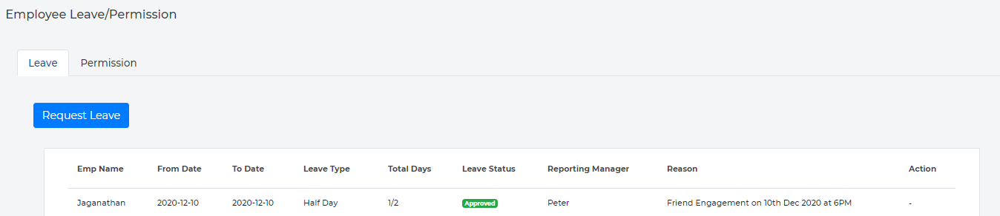 Employee Leave/Permission
Leave Permission
Request Leave
Emp Name From Date To Date Leave Type Total Days Leave Status Reporting Manager Reason Action
Jaganathan 2020-12-10 2020-12-10 Half Day 1/2 Approved Peter Friend Engagement on 10th Dec 2020 at 6PM -